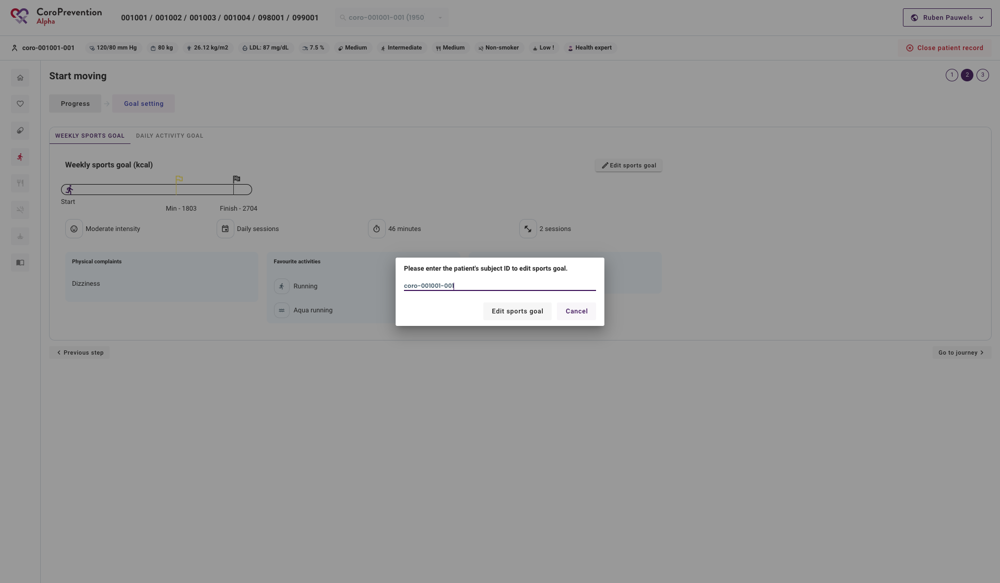 CoroPrevention
Alpha
001001 / 001002 / 001003 / 001004 / 098001 / 099001
coro-001001-001 (1950
Ruben Pauwels
coro-001001-001
120/80 mm Hg
80 kg
26.12 kg/m2
LDL: 87 mg/dL
7.5 %
Medium
Intermediate
Medium
Non-smoker
Low !
Health expert
Close patient record
Start moving
1
2
3
Progress
Goal setting
WEEKLY SPORTS GOAL
DAILY ACTIVITY GOAL
Weekly sports goal (kcal)
Edit sports goal
Start
Min - 1803
Finish - 2704
Moderate intensity
Daily sessions
46 minutes
2 sessions
Physical complaints
Dizziness
Favourite activities
Running
Aqua running
Please enter the patient's subject ID to edit sports goal.
coro-001001-001
Edit sports goal
Cancel
Previous step
Go to journey